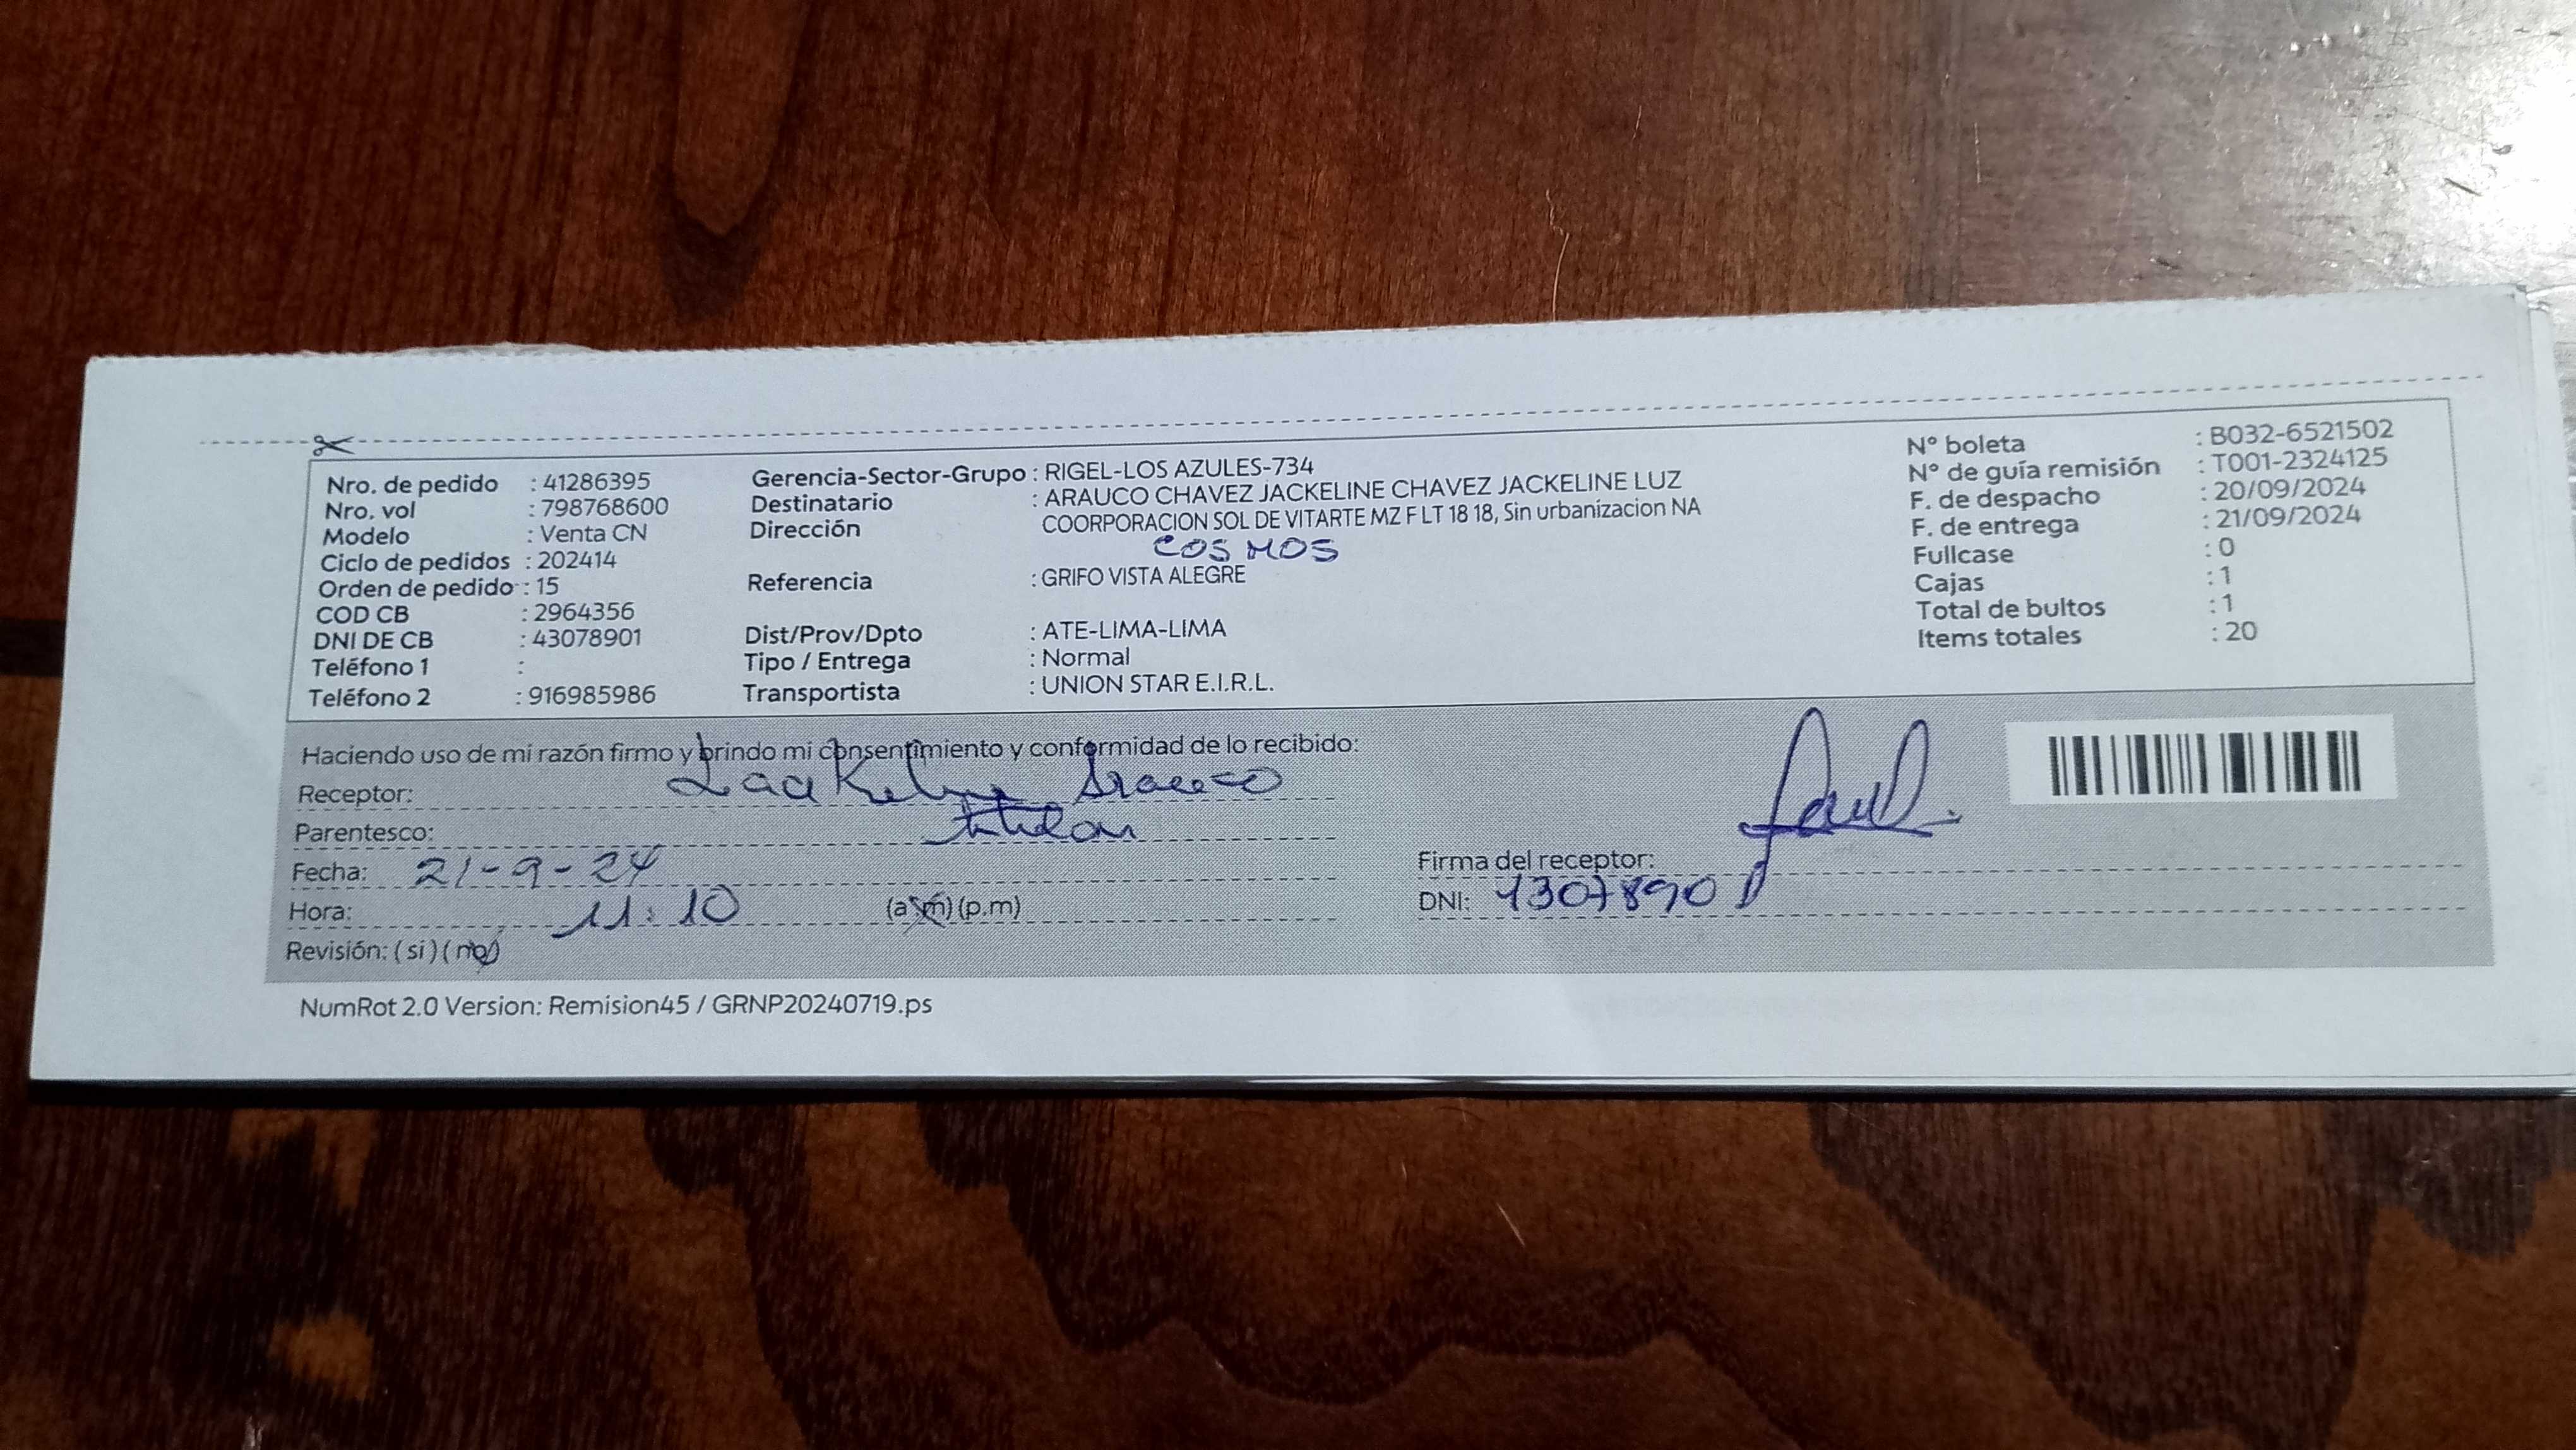 Nro. de pedido : 41286395
Nro. vol : 798768600
Modelo : Venta CN
Ciclo de pedidos : 202414
Orden de pedido : 15
COD CB : 2964356
DNI DE CB : 43078901
Teléfono 1 :
Teléfono 2 : 916985986
Gerencia-Sector-Grupo : RIGEL-LOS AZULES-734
Destinatario : ARAUCO CHAVEZ JACKELINE CHAVEZ JACKELINE LUZ
Dirección COORPORACION SOL DE VITARTE MZ F LT 18 18, Sin urbanizacion NA
COSMOS
Referencia : GRIFO VISTA ALEGRE
Dist/Prov/Dpto : ATE-LIMA-LIMA
Tipo / Entrega : Normal
Transportista : UNION STAR E.I.R.L.
N° boleta : B032-6521502
N° de guía remisión : T001-2324125
F. de despacho : 20/09/2024
F. de entrega : 21/09/2024
Fullcase : 0
Cajas : 1
Total de bultos : 1
Items totales : 20
Haciendo uso de mi razón firmo y brindo mi consentimiento y conformidad de lo recibido:
Receptor: Arauco
Parentesco: titular
Fecha: 21-9-24
Hora: 11:10 (a.m) (p.m)
Revisión: (si) (no)
Firma del receptor:
DNI: 43078901
NumRot 2.0 Version: Remision45 / GRNP20240719.ps